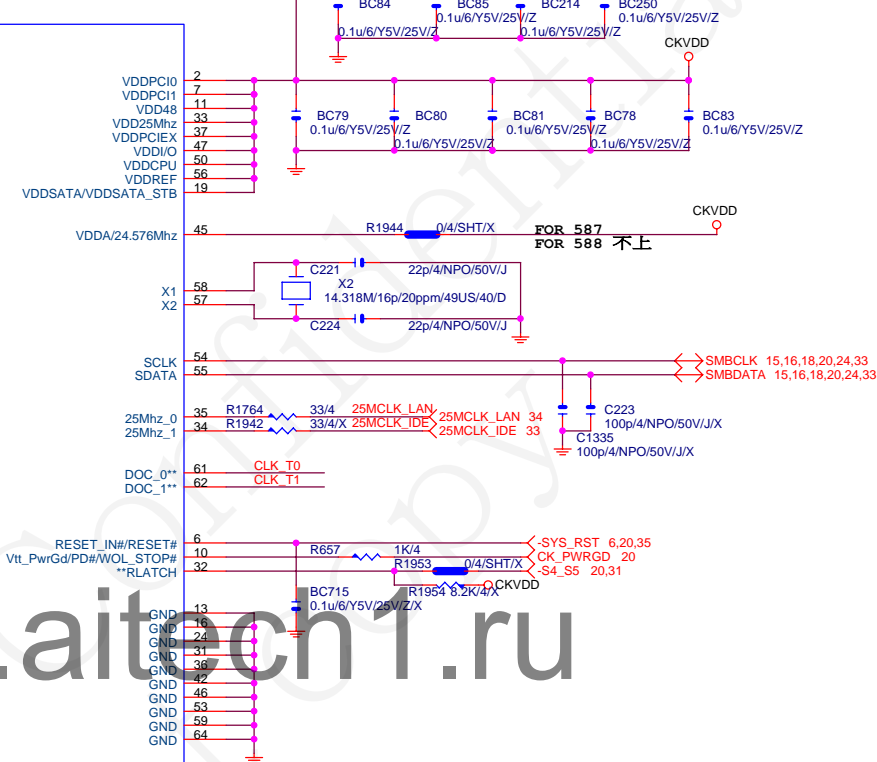 BC84 BC85 BC214 BC250
0.1u/6/Y5V/25V/Z 0.1u/6/Y5V/25V/Z
0.1u/6/Y5V/25V/Z 0.1u/6/Y5V/25V/Z
CKVDD
VDDPCI0 2
VDDPCI1 7
VDD48 11
VDD25Mhz 33
VDDPCIEX 37
VDDI/O 47
VDDCPU 50
VDDREF 56
VDDSATA/VDDSATA_STB 19
BC79 BC80 BC81 BC78 BC83
0.1u/6/Y5V/25V/Z 0.1u/6/Y5V/25V/Z 0.1u/6/Y5V/25V/Z
0.1u/6/Y5V/25V/Z 0.1u/6/Y5V/25V/Z
CKVDD
VDDA/24.576Mhz 45 R1944 0/4/SHT/X
FOR 587
FOR 588 不上
C221 22p/4/NPO/50V/J
X1 58
X2 57
X2
14.318M/16p/20ppm/49US/40/D
C224 22p/4/NPO/50V/J
SCLK 54 SMBCLK 15,16,18,20,24,33
SDATA 55 SMBDATA 15,16,18,20,24,33
25Mhz_0 35 R1764 33/4 25MCLK_LAN 25MCLK_LAN 34
25Mhz_1 34 R1942 33/4/X 25MCLK_IDE 25MCLK_IDE 33
C223
100p/4/NPO/50V/J/X
C1335
100p/4/NPO/50V/J/X
DOC_0** 61 CLK_T0
DOC_1** 62 CLK_T1
RESET_IN#/RESET# 6 -SYS_RST 6,20,35
Vtt_PwrGd/PD#/WOL_STOP# 10 R657 1K/4 CK_PWRGD 20
**RLATCH 32 R1953 0/4/SHT/X -S4_S5 20,31
R1954 8.2K/4/X CKVDD
BC715
0.1u/6/Y5V/25V/Z/X
GND 13
GND 16
GND 24
GND 31
GND 36
GND 42
GND 46
GND 53
GND 59
GND 64
Confidential
Copy
.aitech1.ru